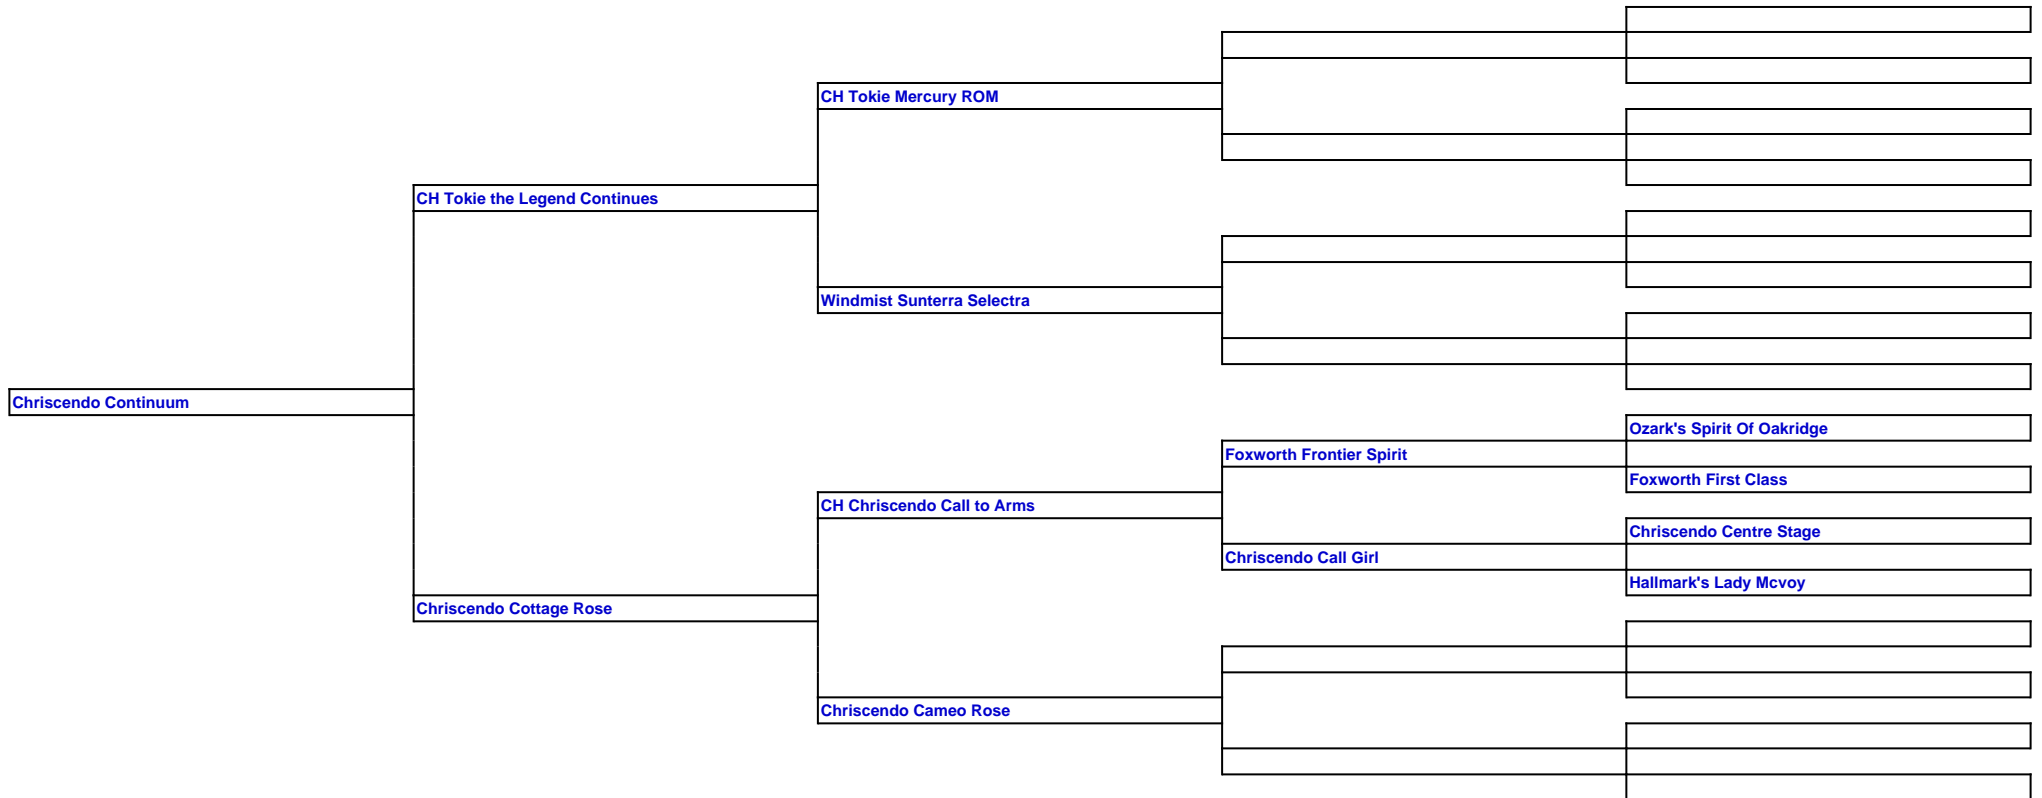 CH Tokie Mercury ROM
CH Tokie the Legend Continues
Windmist Sunterra Selectra
Chriscendo Continuum
Ozark's Spirit Of Oakridge
Foxworth Frontier Spirit
Foxworth First Class
CH Chriscendo Call to Arms
Chriscendo Centre Stage
Chriscendo Call Girl
Hallmark's Lady Mcvoy
Chriscendo Cottage Rose
Chriscendo Cameo Rose